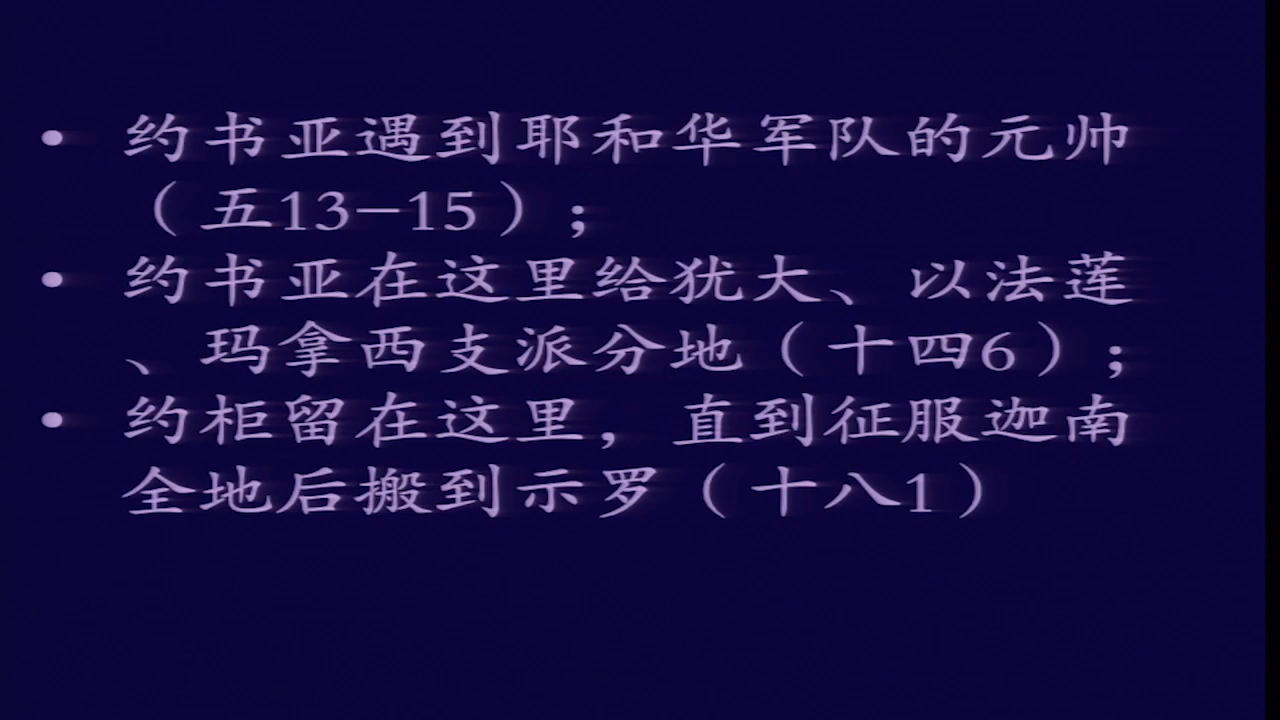 • 约书亚遇到耶和华军队的元帅
（五13–15）；
• 约书亚在这里给犹大、以法莲
、玛拿西支派分地（十四6）；
• 约柜留在这里，直到征服迦南
全地后搬到示罗（十八1）